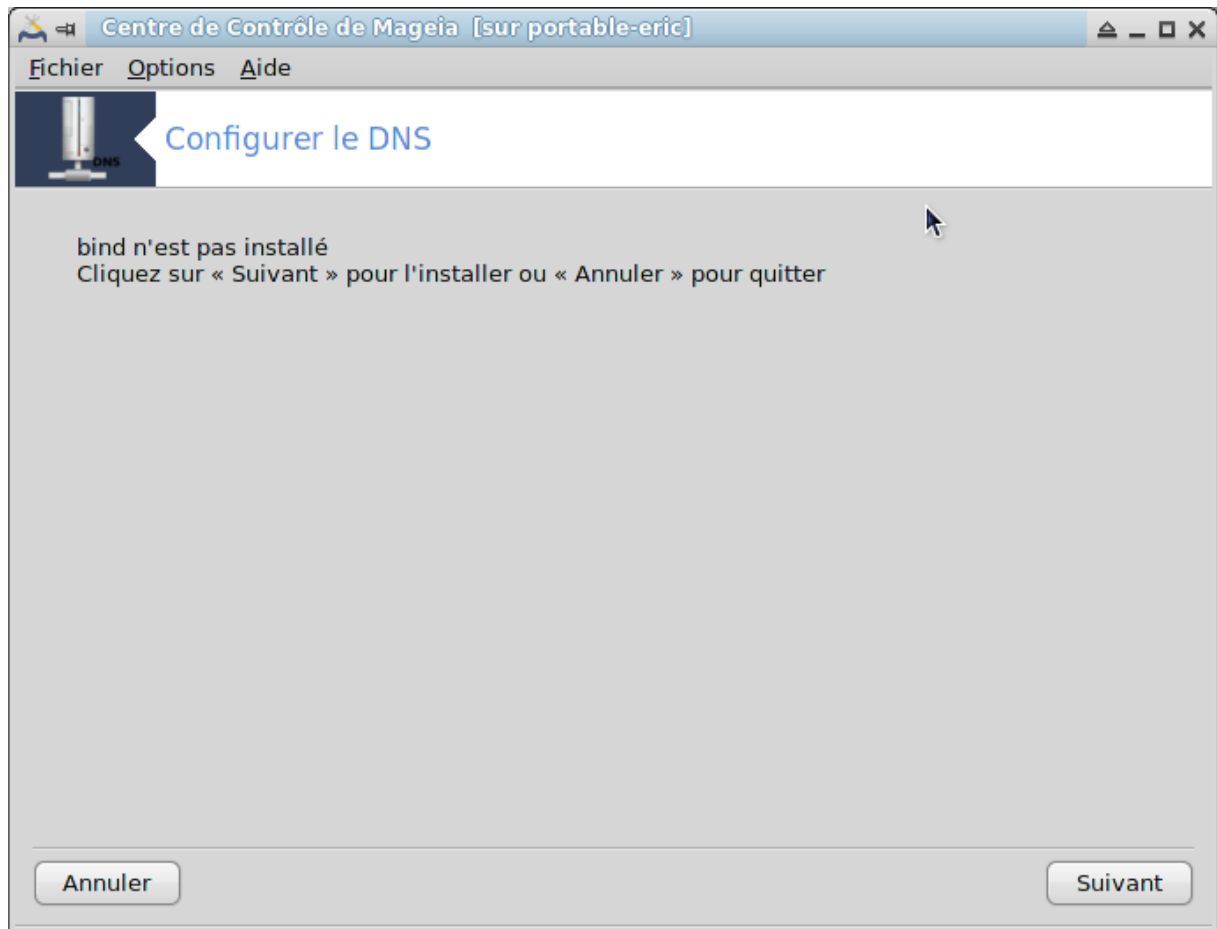 Centre de Contrôle de Mageia [sur portable-eric]
Fichier Options Aide
DNS
Configurer le DNS
bind n'est pas installé
Cliquez sur « Suivant » pour l'installer ou « Annuler » pour quitter
Annuler
Suivant